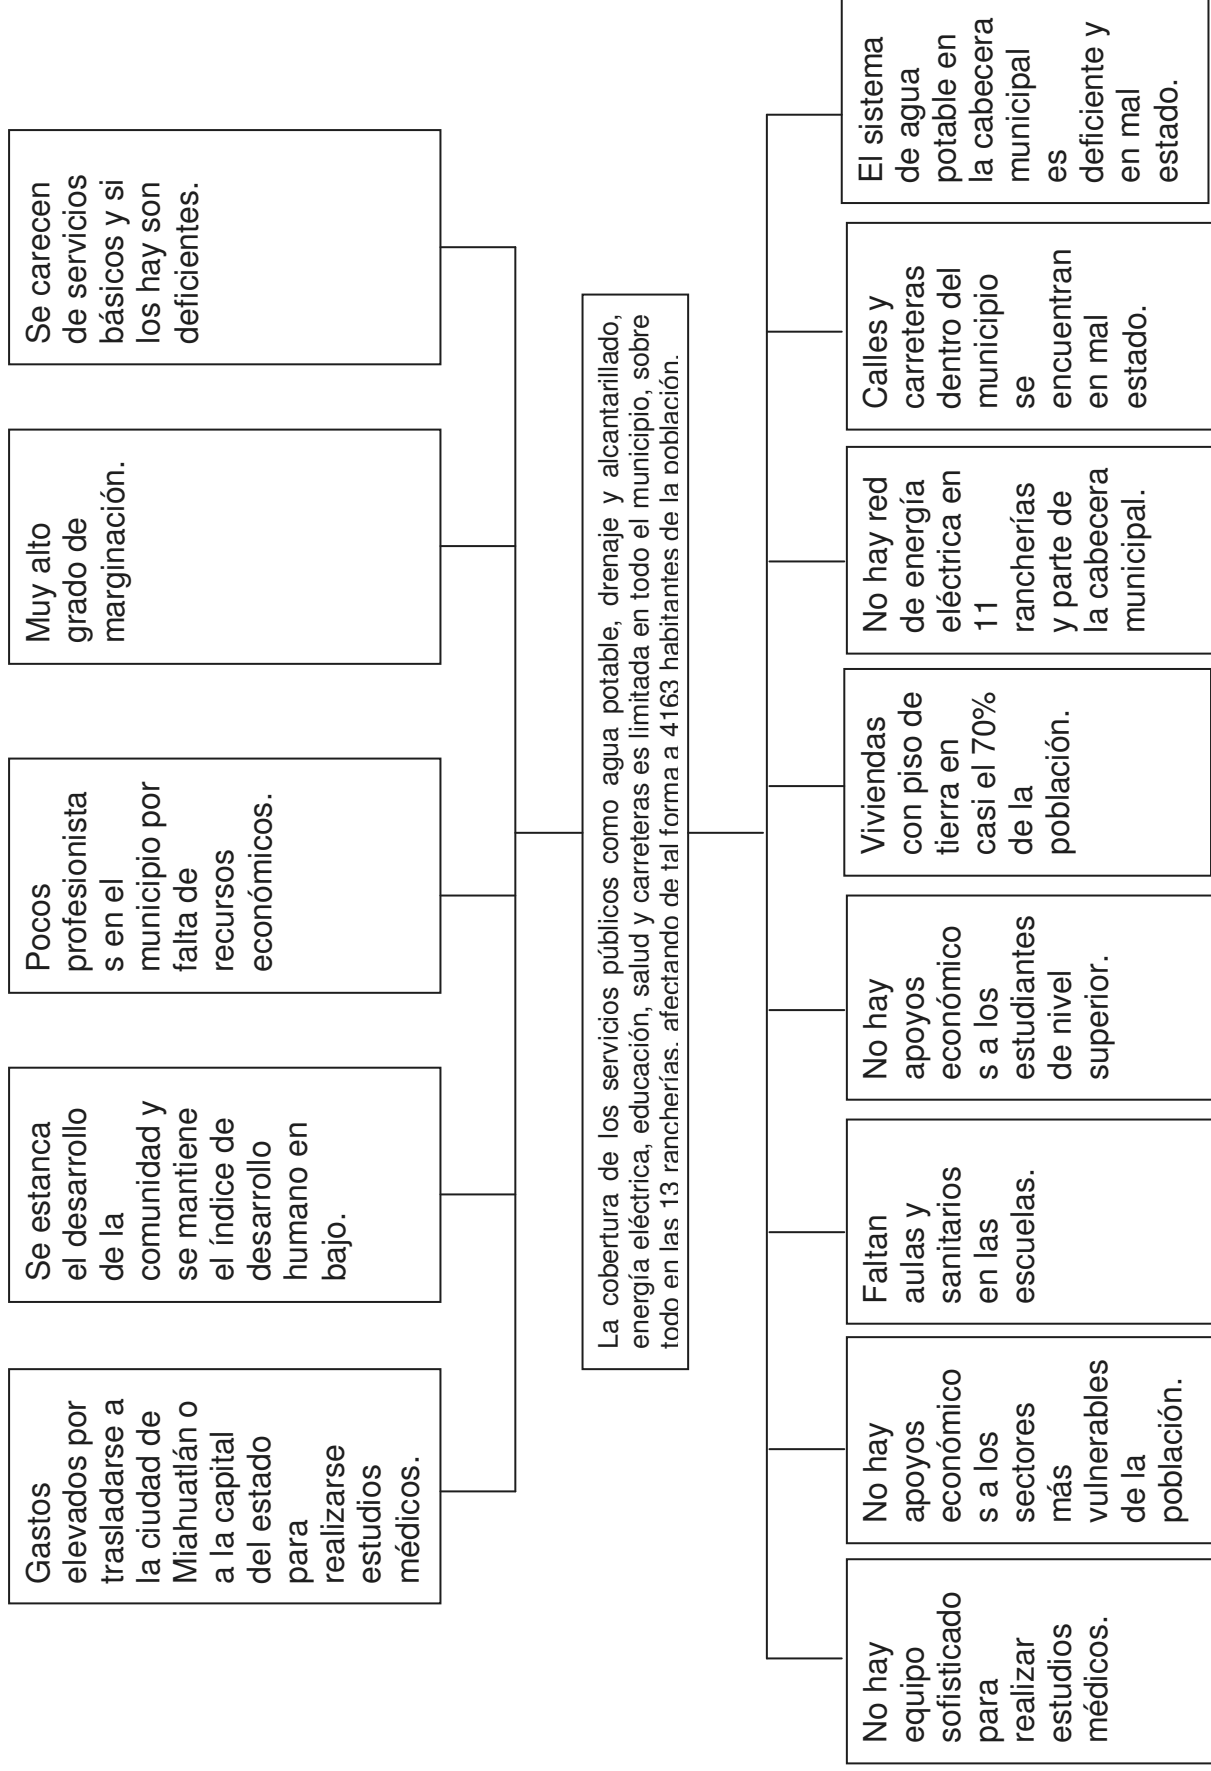 Gastos
elevados por
trasladarse a
la ciudad de
Miahuatlán o
a la capital
del estado
para
realizarse
estudios
médicos.
Se estanca
el desarrollo
de la
comunidad y
se mantiene
el índice de
desarrollo
humano en
bajo.
Pocos
profesionista
s en el
municipio por
falta de
recursos
económicos.
Muy alto
grado de
marginación.
Se carecen
de servicios
básicos y si
los hay son
deficientes.
La cobertura de los servicios públicos como agua potable, drenaje y alcantarillado,
energía eléctrica, educación, salud y carreteras es limitada en todo el municipio, sobre
todo en las 13 rancherías. afectando de tal forma a 4163 habitantes de la población.
No hay
equipo
sofisticado
para
realizar
estudios
médicos.
No hay
apoyos
económico
s a los
sectores
más
vulnerables
de la
población.
Faltan
aulas y
sanitarios
en las
escuelas.
No hay
apoyos
económico
s a los
estudiantes
de nivel
superior.
Viviendas
con piso de
tierra en
casi el 70%
de la
población.
No hay red
de energía
eléctrica en
11
rancherías
y parte de
la cabecera
municipal.
Calles y
carreteras
dentro del
municipio
se
encuentran
en mal
estado.
El sistema
de agua
potable en
la cabecera
municipal
es
deficiente y
en mal
estado.